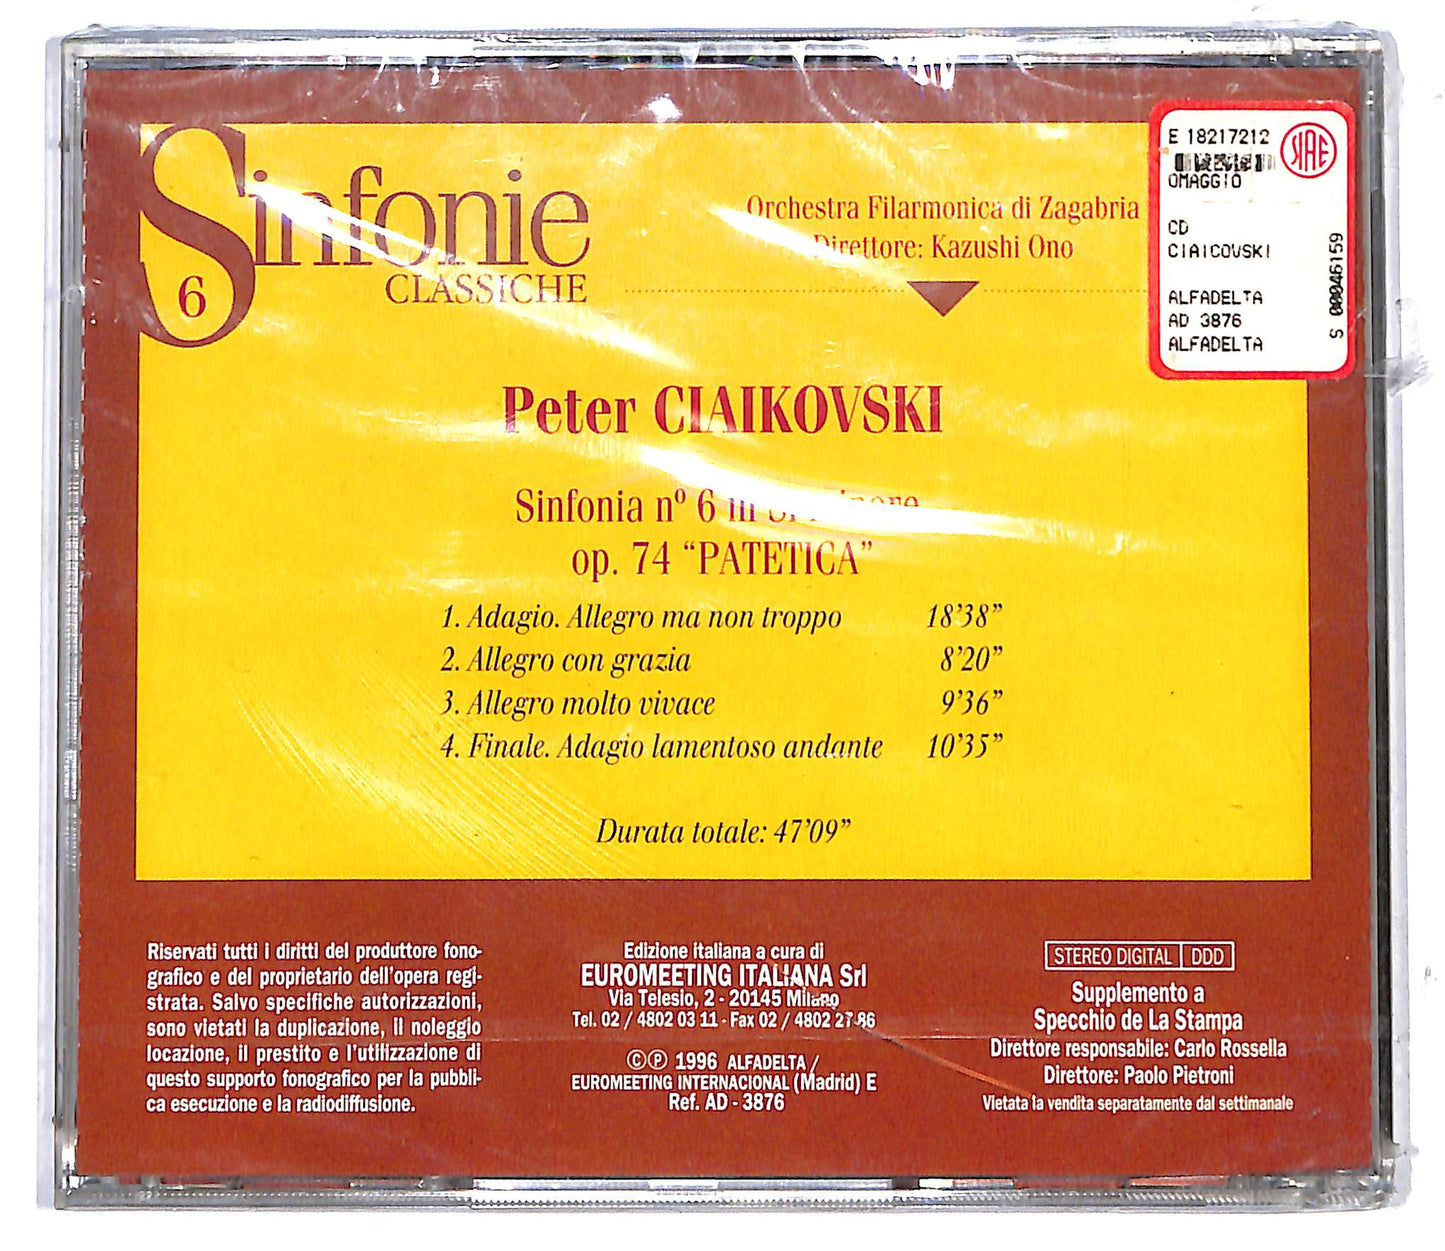 Sinfonie
CLASSICHE
6
Orchestra Filarmonica di Zagabria
Direttore: Kazushi Ono
E 18217212
SIAE
OMAGGIO
CD
CIAICOVSKI
ALFADELTA
AD 3876
ALFADELTA
S 00046159
Peter CIAIKOVSKI
Sinfonia nº 6 in
op. 74 “PATETICA”
1. Adagio. Allegro ma non troppo 18’38”
2. Allegro con grazia 8’20”
3. Allegro molto vivace 9’36”
4. Finale. Adagio lamentoso andante 10’35”
Durata totale: 47’09”
Riservati tutti i diritti del produttore fono-
grafico e del proprietario dell’opera regi-
strata. Salvo specifiche autorizzazioni,
sono vietati la duplicazione, il noleggio
locazione, il prestito e l’utilizzazione di
questo supporto fonografico per la pubbli-
ca esecuzione e la radiodiffusione.
Edizione italiana a cura di
EUROMEETING ITALIANA Srl
Via Telesio, 2 - 20145 Milano
Tel. 02 / 4802 03 11 - Fax 02 / 4802 27 86
©℗ 1996 ALFADELTA /
EUROMEETING INTERNACIONAL (Madrid) E
Ref. AD - 3876
STEREO DIGITAL DDD
Supplemento a
Specchio de La Stampa
Direttore responsabile: Carlo Rossella
Direttore: Paolo Pietroni
Vietata la vendita separatamente dal settimanale